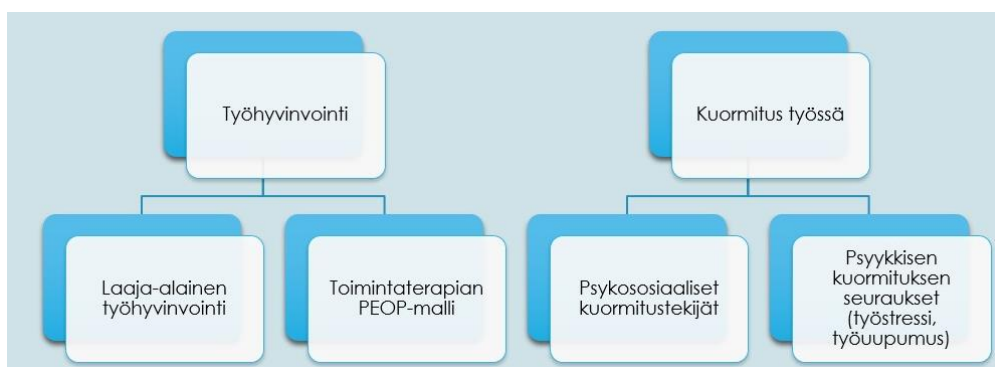 Työhyvinvointi
Kuormitus työssä
Laaja-alainen
työhyvinvointi
Toimintaterapian
PEOP-malli
Psykososiaaliset
kuormitustekijät
Psyykkisen
kuormituksen
seuraukset
(työstressi,
työuupumus)